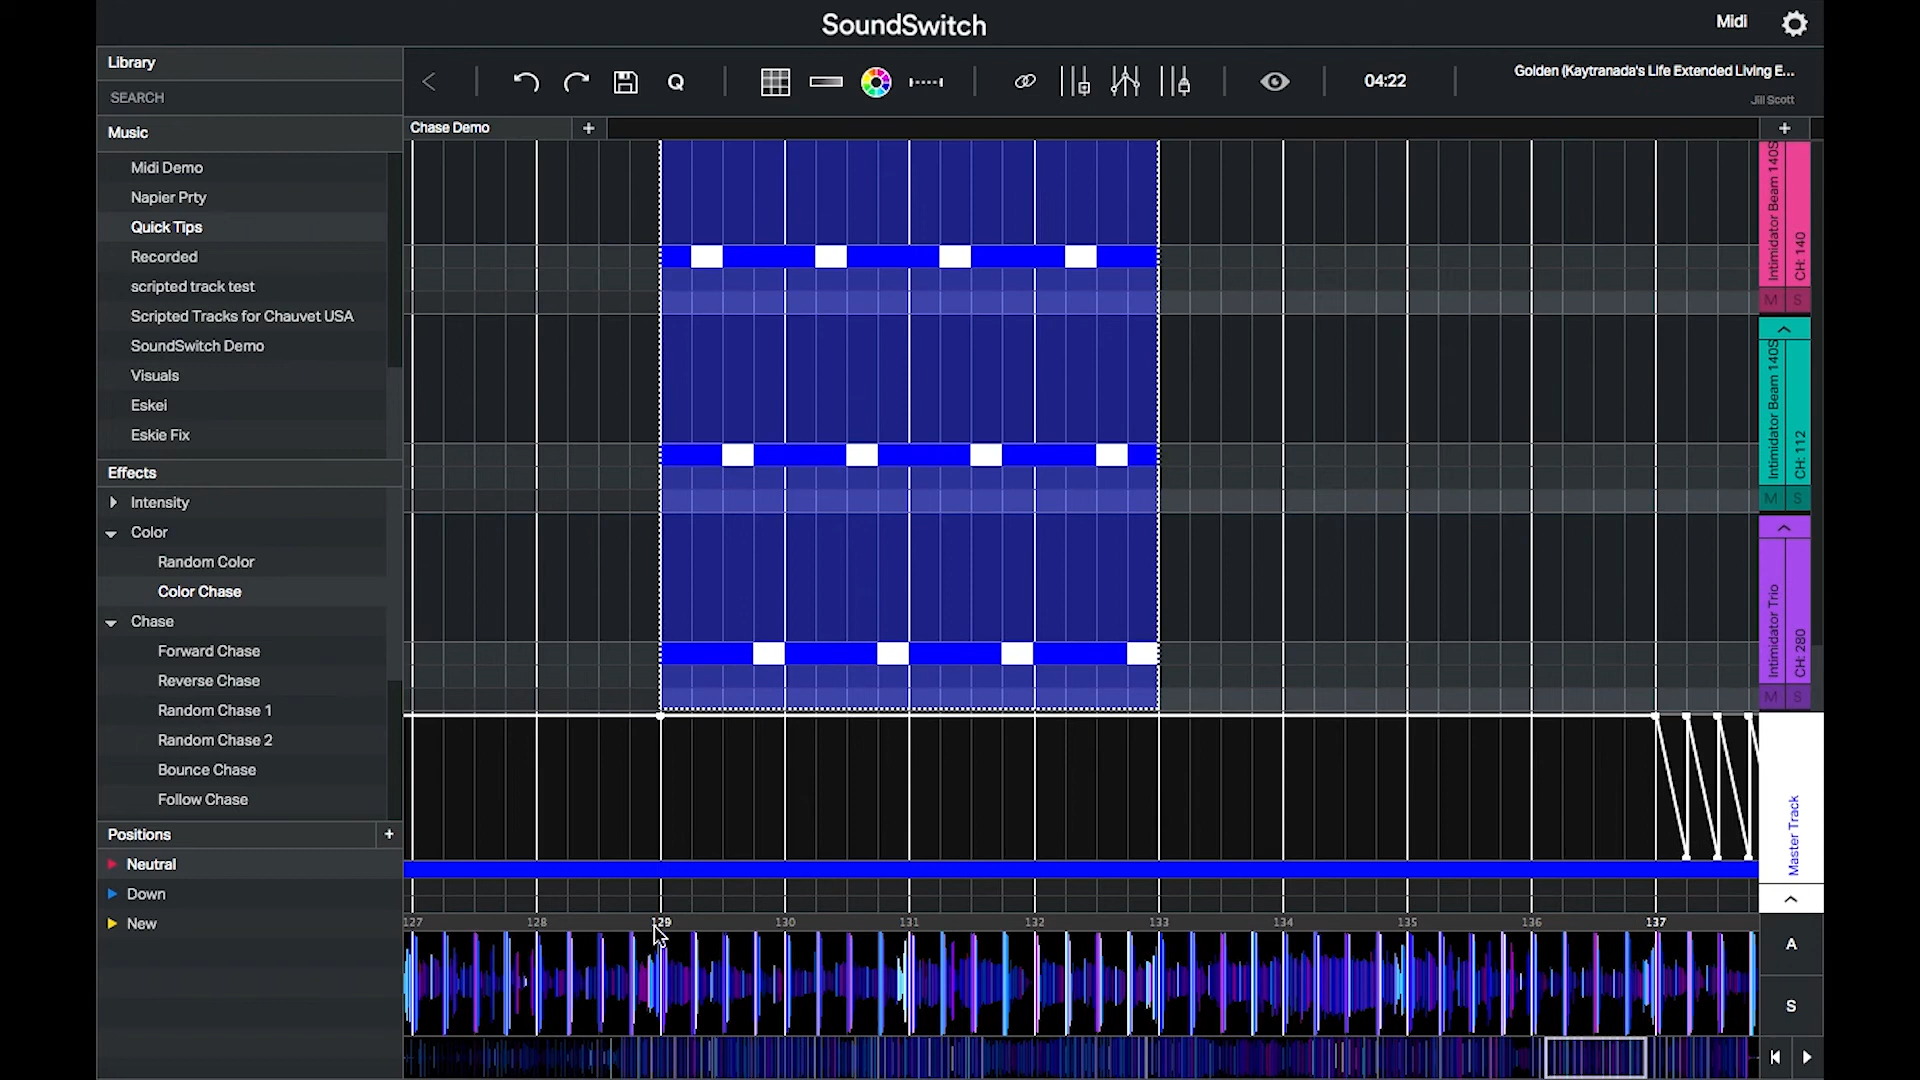 SoundSwitch
Midi
Library
SEARCH
Music
Midi Demo
Napier Prty
Quick Tips
Recorded
scripted track test
Scripted Tracks for Chauvet USA
SoundSwitch Demo
Visuals
Eskei
Eskie Fix
Effects
Intensity
Color
Random Color
Color Chase
Chase
Forward Chase
Reverse Chase
Random Chase 1
Random Chase 2
Bounce Chase
Follow Chase
Positions
+
Neutral
Down
New
Q
04:22
Golden (Kaytranada's Life Extended Living E...
Jill Scott
Chase Demo
+
+
Intimidator Beam 140S
CH: 140
M S
Intimidator Beam 140S
CH: 112
M S
Intimidator Trio
CH: 280
M S
Master Track
127 128 129 130 131 132 133 134 135 136 137
A
S